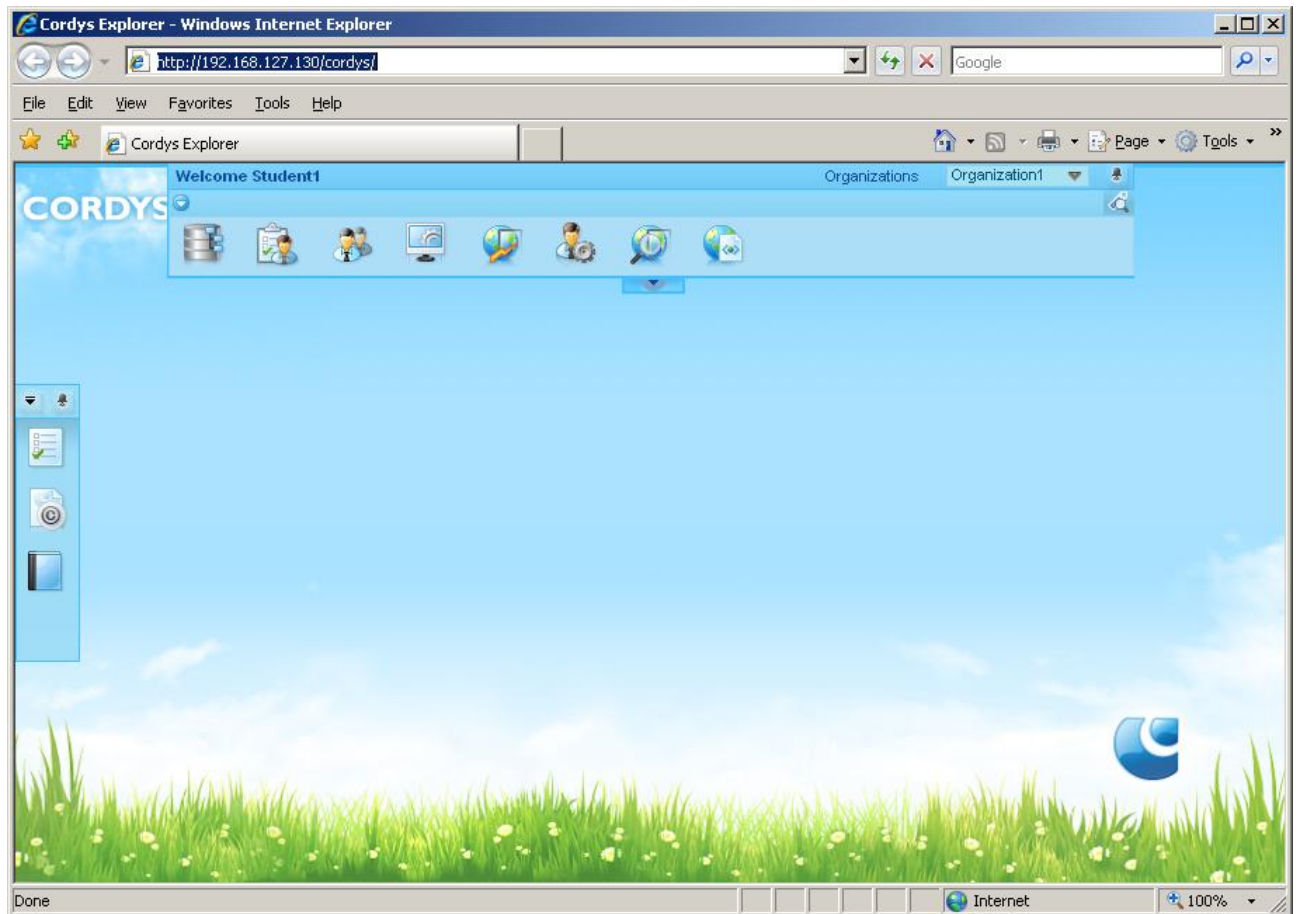 Cordys Explorer - Windows Internet Explorer
http://192.168.127.130/cordys/
Google
File Edit View Favorites Tools Help
Cordys Explorer
Page Tools »
Welcome Student1 Organizations Organization1
CORDYS
Done Internet 100%